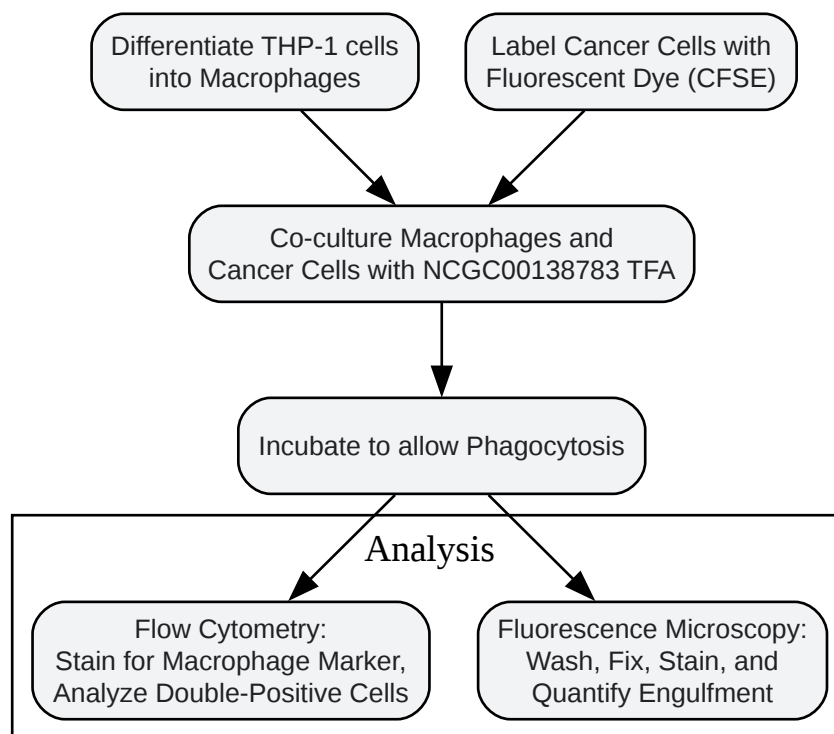 Differentiate THP-1 cells
into Macrophages
Label Cancer Cells with
Fluorescent Dye (CFSE)
Co-culture Macrophages and
Cancer Cells with NCGC00138783 TFA
Incubate to allow Phagocytosis
Analysis
Flow Cytometry:
Stain for Macrophage Marker,
Analyze Double-Positive Cells
Fluorescence Microscopy:
Wash, Fix, Stain, and
Quantify Engulfment